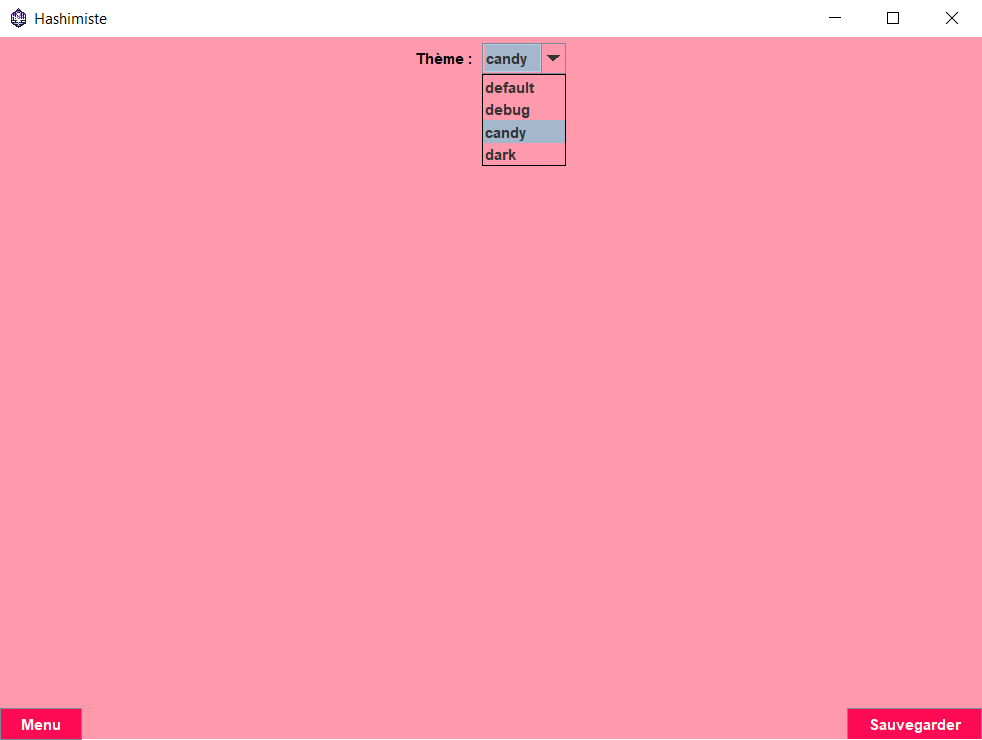 Hashimiste
Thème : candy
default
debug
candy
dark
Menu
Sauvegarder